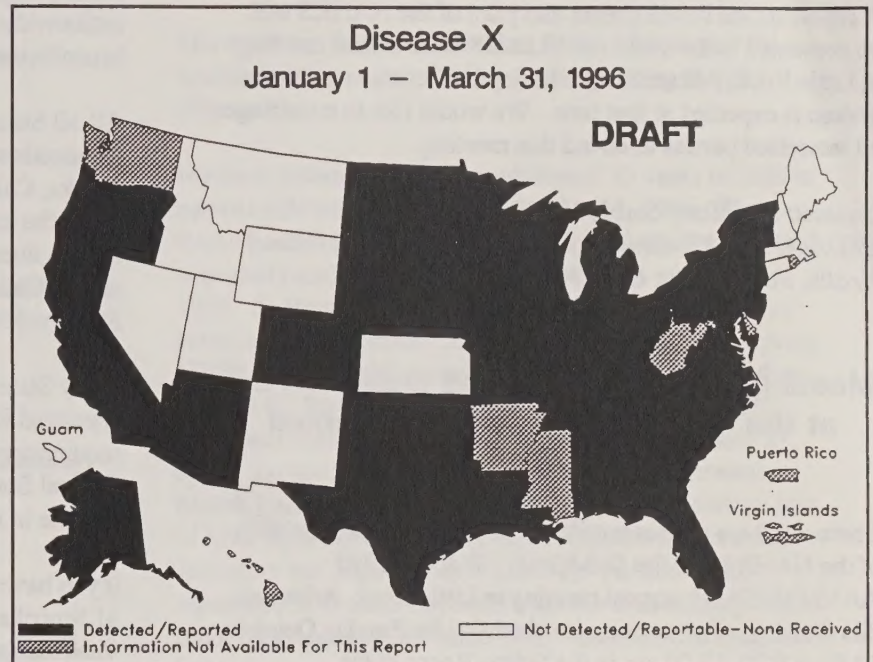 Disease X
January 1 – March 31, 1996
DRAFT
Guam
Puerto Rico
Virgin Islands
Detected/Reported
Not Detected/Reportable–None Received
Information Not Available For This Report